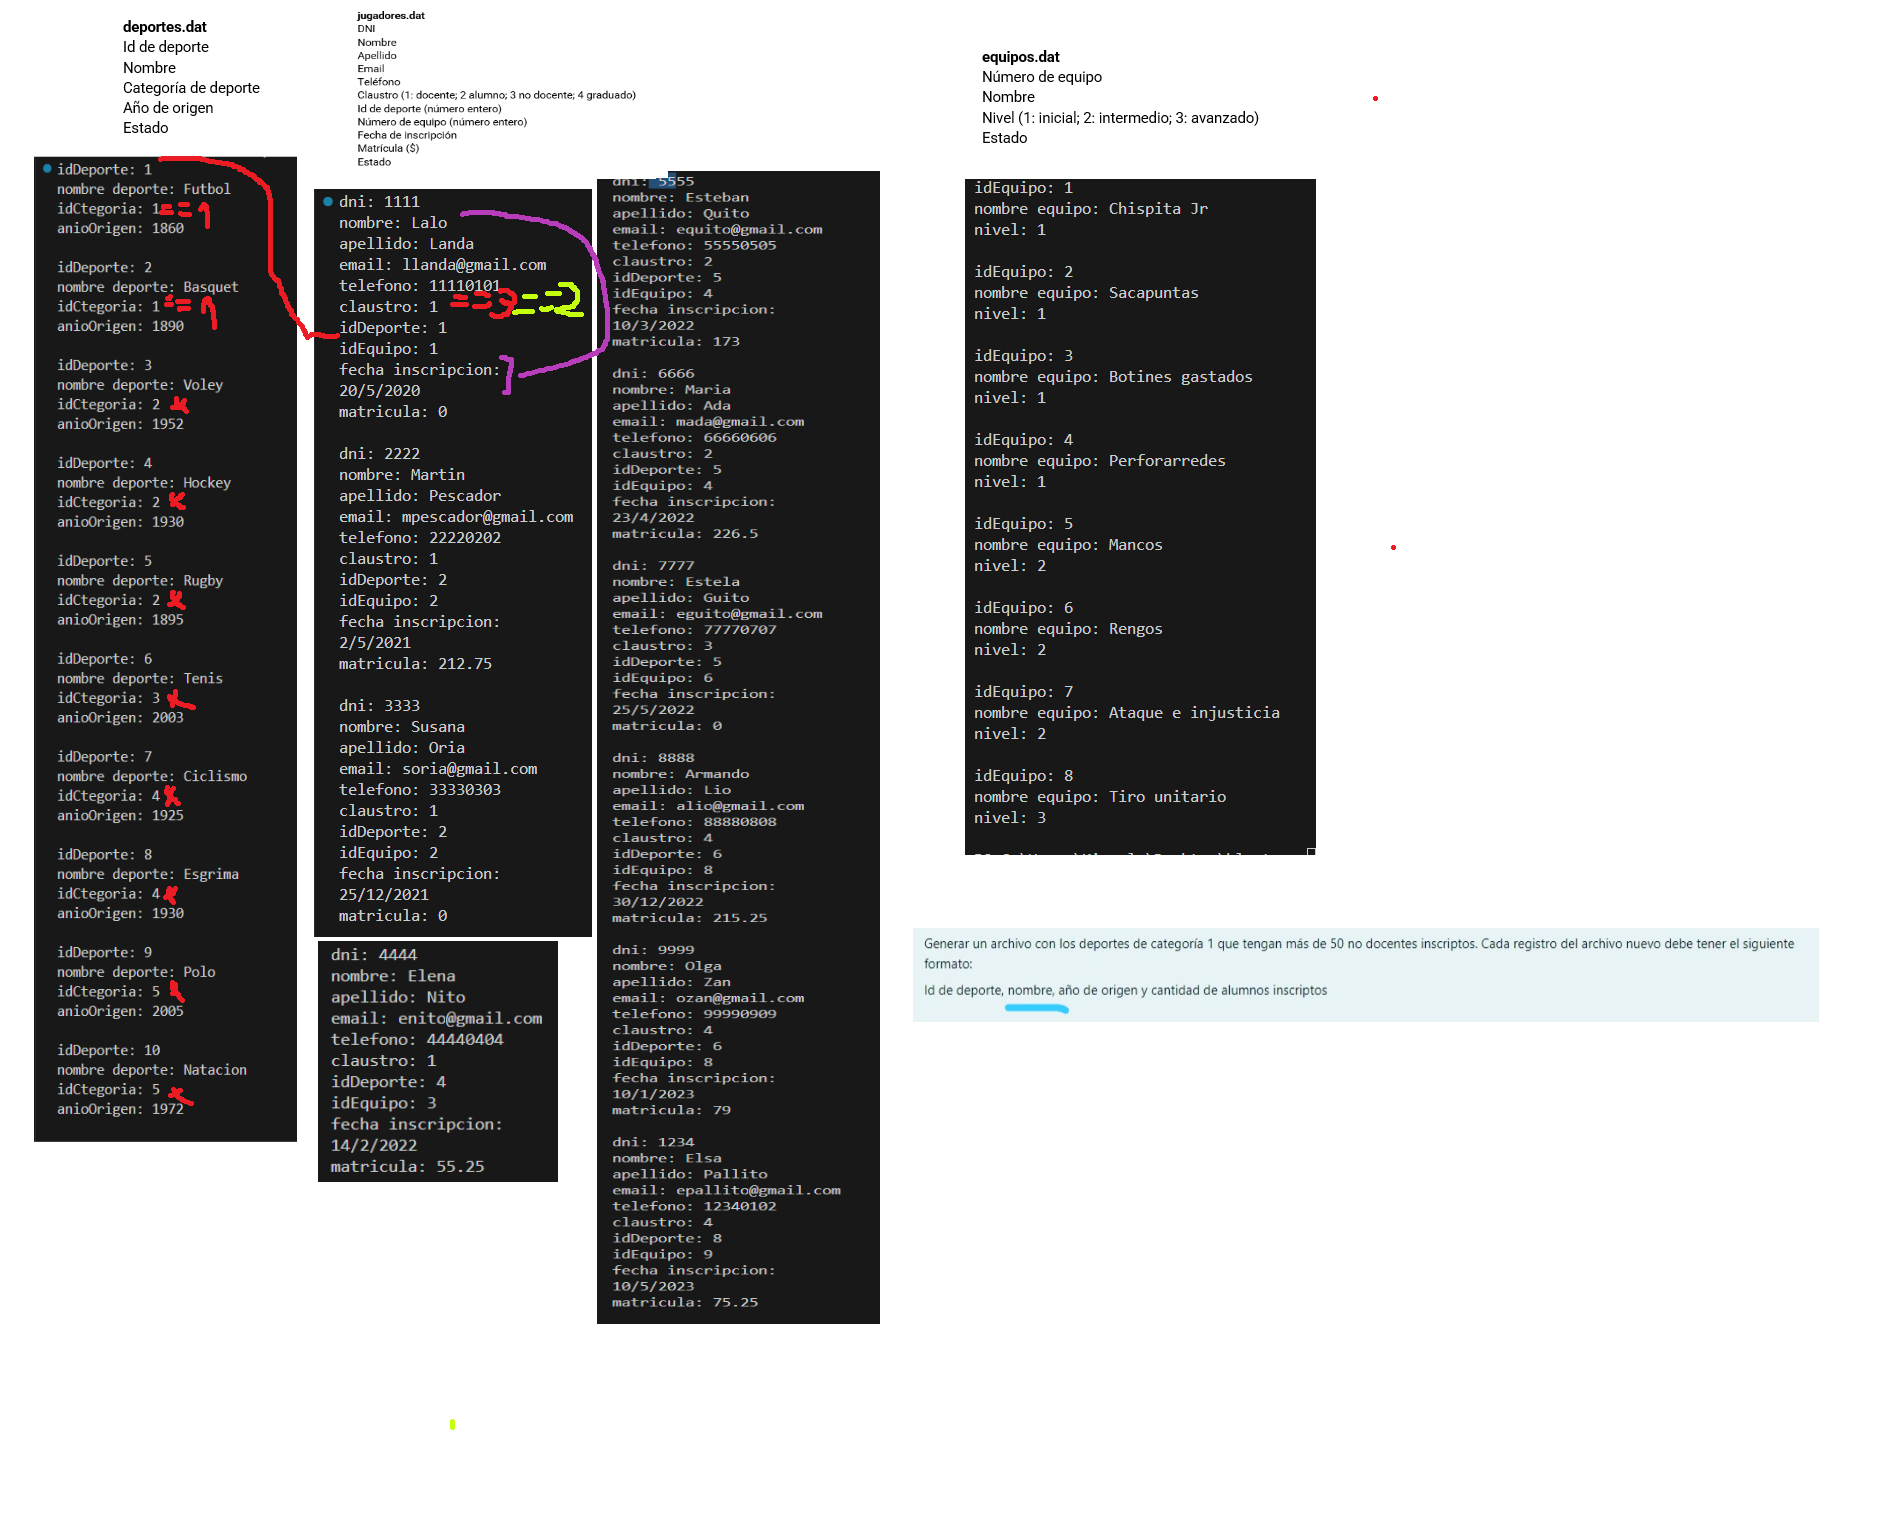 deportes.dat
Id de deporte
Nombre
Categoría de deporte
Año de origen
Estado
idDeporte: 1
nombre deporte: Futbol
idCtegoria: 1 == 1
anioOrigen: 1860
idDeporte: 2
nombre deporte: Basquet
idCtegoria: 1 == 1
anioOrigen: 1890
idDeporte: 3
nombre deporte: Voley
idCtegoria: 2 x
anioOrigen: 1952
idDeporte: 4
nombre deporte: Hockey
idCtegoria: 2 x
anioOrigen: 1930
idDeporte: 5
nombre deporte: Rugby
idCtegoria: 2 x
anioOrigen: 1895
idDeporte: 6
nombre deporte: Tenis
idCtegoria: 3 x
anioOrigen: 2003
idDeporte: 7
nombre deporte: Ciclismo
idCtegoria: 4 x
anioOrigen: 1925
idDeporte: 8
nombre deporte: Esgrima
idCtegoria: 4 x
anioOrigen: 1930
idDeporte: 9
nombre deporte: Polo
idCtegoria: 5 x
anioOrigen: 2005
idDeporte: 10
nombre deporte: Natacion
idCtegoria: 5 x
anioOrigen: 1972
jugadores.dat
DNI
Nombre
Apellido
Email
Teléfono
Claustro (1: docente; 2 alumno; 3 no docente; 4 graduado)
Id de deporte (número entero)
Número de equipo (número entero)
Fecha de inscripción
Matrícula ($)
Estado
dni: 1111
nombre: Lalo
apellido: Landa
email: llanda@gmail.com
telefono: 11110101
claustro: 1 == 3 == 2
idDeporte: 1
idEquipo: 1
fecha inscripcion: 1
20/5/2020
matricula: 0
dni: 2222
nombre: Martin
apellido: Pescador
email: mpescador@gmail.com
telefono: 22220202
claustro: 1
idDeporte: 2
idEquipo: 2
fecha inscripcion:
2/5/2021
matricula: 212.75
dni: 3333
nombre: Susana
apellido: Oria
email: soria@gmail.com
telefono: 33330303
claustro: 1
idDeporte: 2
idEquipo: 2
fecha inscripcion:
25/12/2021
matricula: 0
dni: 4444
nombre: Elena
apellido: Nito
email: enito@gmail.com
telefono: 44440404
claustro: 1
idDeporte: 4
idEquipo: 3
fecha inscripcion:
14/2/2022
matricula: 55.25
dni: 5555
nombre: Esteban
apellido: Quito
email: equito@gmail.com
telefono: 55550505
claustro: 2
idDeporte: 5
idEquipo: 4
fecha inscripcion:
10/3/2022
matricula: 173
dni: 6666
nombre: Maria
apellido: Ada
email: mada@gmail.com
telefono: 66660606
claustro: 2
idDeporte: 5
idEquipo: 4
fecha inscripcion:
23/4/2022
matricula: 226.5
dni: 7777
nombre: Estela
apellido: Guito
email: eguito@gmail.com
telefono: 77770707
claustro: 3
idDeporte: 5
idEquipo: 6
fecha inscripcion:
25/5/2022
matricula: 0
dni: 8888
nombre: Armando
apellido: Lio
email: alio@gmail.com
telefono: 88880808
claustro: 4
idDeporte: 6
idEquipo: 8
fecha inscripcion:
30/12/2022
matricula: 215.25
dni: 9999
nombre: Olga
apellido: Zan
email: ozan@gmail.com
telefono: 99990909
claustro: 4
idDeporte: 6
idEquipo: 8
fecha inscripcion:
10/1/2023
matricula: 79
dni: 1234
nombre: Elsa
apellido: Pallito
email: epallito@gmail.com
telefono: 12340102
claustro: 4
idDeporte: 8
idEquipo: 9
fecha inscripcion:
10/5/2023
matricula: 75.25
equipos.dat
Número de equipo
Nombre
Nivel (1: inicial; 2: intermedio; 3: avanzado)
Estado
idEquipo: 1
nombre equipo: Chispita Jr
nivel: 1
idEquipo: 2
nombre equipo: Sacapuntas
nivel: 1
idEquipo: 3
nombre equipo: Botines gastados
nivel: 1
idEquipo: 4
nombre equipo: Perforarredes
nivel: 1
idEquipo: 5
nombre equipo: Mancos
nivel: 2
idEquipo: 6
nombre equipo: Rengos
nivel: 2
idEquipo: 7
nombre equipo: Ataque e injusticia
nivel: 2
idEquipo: 8
nombre equipo: Tiro unitario
nivel: 3
Generar un archivo con los deportes de categoría 1 que tengan más de 50 no docentes inscriptos. Cada registro del archivo nuevo debe tener el siguiente
formato:
Id de deporte, nombre, año de origen y cantidad de alumnos inscriptos